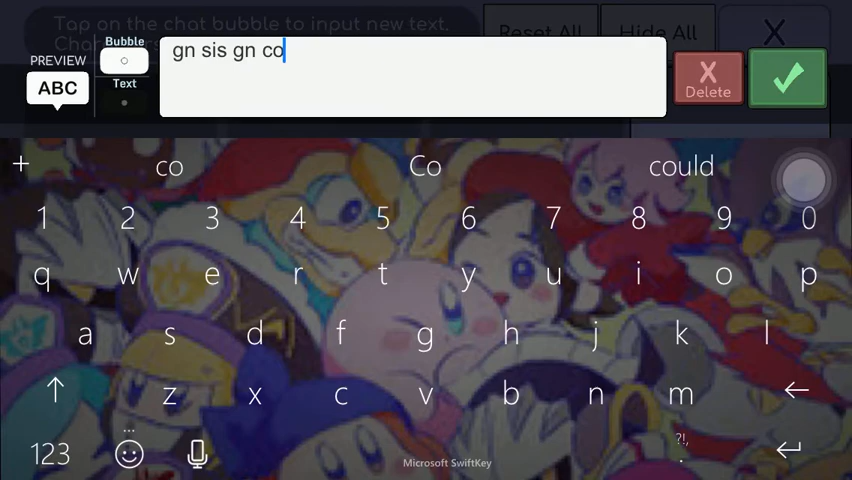 Tap on the chat bubble to input new text.
Reset All
Hide All
X
PREVIEW
ABC
Bubble
Text
gn sis gn co
X
Delete
+
co
Co
could
1 2 3 4 5 6 7 8 9 0
q w e r t y u i o p
a s d f g h j k l
z x c v b n m
123
?!,
.
Microsoft SwiftKey